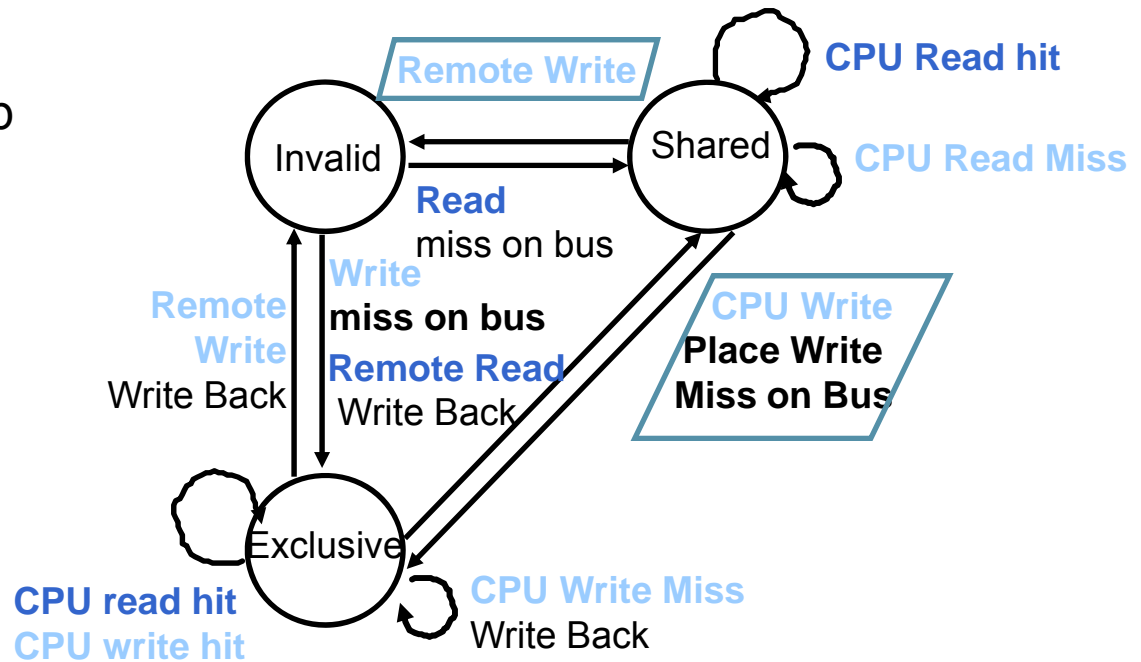 Remote Write
CPU Read hit
Invalid
Shared
CPU Read Miss
Read
miss on bus
Write
miss on bus
Remote
Write
Write Back
Remote Read
Write Back
CPU Write
Place Write
Miss on Bus
Exclusive
CPU read hit
CPU write hit
CPU Write Miss
Write Back